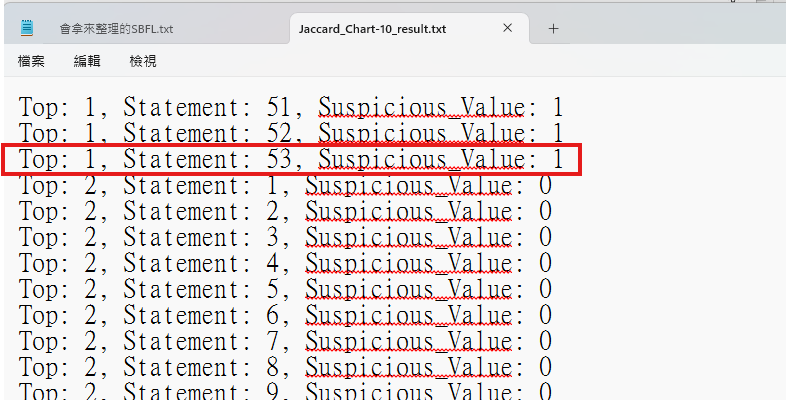 會拿來整理的SBFL.txt
Jaccard_Chart-10_result.txt
檔案 編輯 檢視
Top: 1, Statement: 51, Suspicious_Value: 1
Top: 1, Statement: 52, Suspicious_Value: 1
Top: 1, Statement: 53, Suspicious_Value: 1
Top: 2, Statement: 1, Suspicious_Value: 0
Top: 2, Statement: 2, Suspicious_Value: 0
Top: 2, Statement: 3, Suspicious_Value: 0
Top: 2, Statement: 4, Suspicious_Value: 0
Top: 2, Statement: 5, Suspicious_Value: 0
Top: 2, Statement: 6, Suspicious_Value: 0
Top: 2, Statement: 7, Suspicious_Value: 0
Top: 2, Statement: 8, Suspicious_Value: 0
Top: 2, Statement: 9, Suspicious_Value: 0